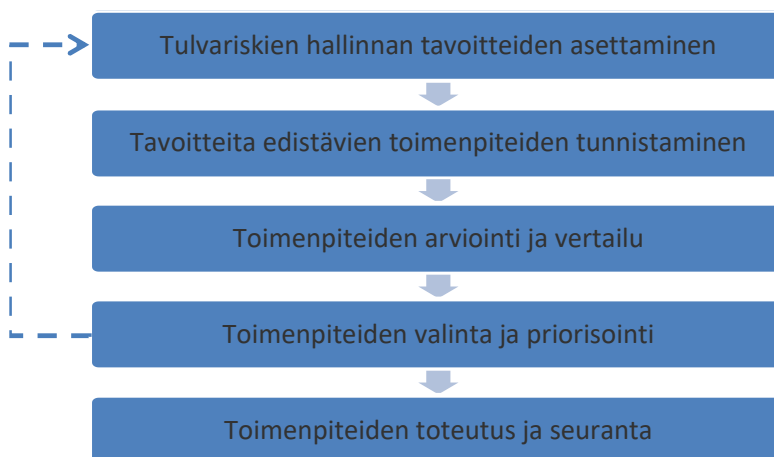 Tulvariskien hallinnan tavoitteiden asettaminen
Tavoitteita edistävien toimenpiteiden tunnistaminen
Toimenpiteiden arviointi ja vertailu
Toimenpiteiden valinta ja priorisointi
Toimenpiteiden toteutus ja seuranta